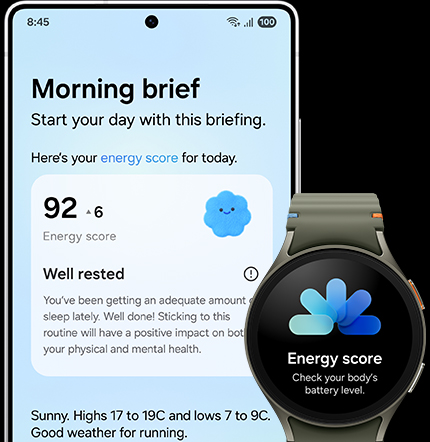 8:45
100
Morning brief
Start your day with this briefing.
Here's your energy score for today.
92 ▲6
Energy score
Well rested
You've been getting an adequate amount
sleep lately. Well done! Sticking to this
routine will have a positive impact on
your physical and mental health.
Energy score
Check your body's
battery level.
Sunny. Highs 17 to 19C and lows 7 to 9C.
Good weather for running.